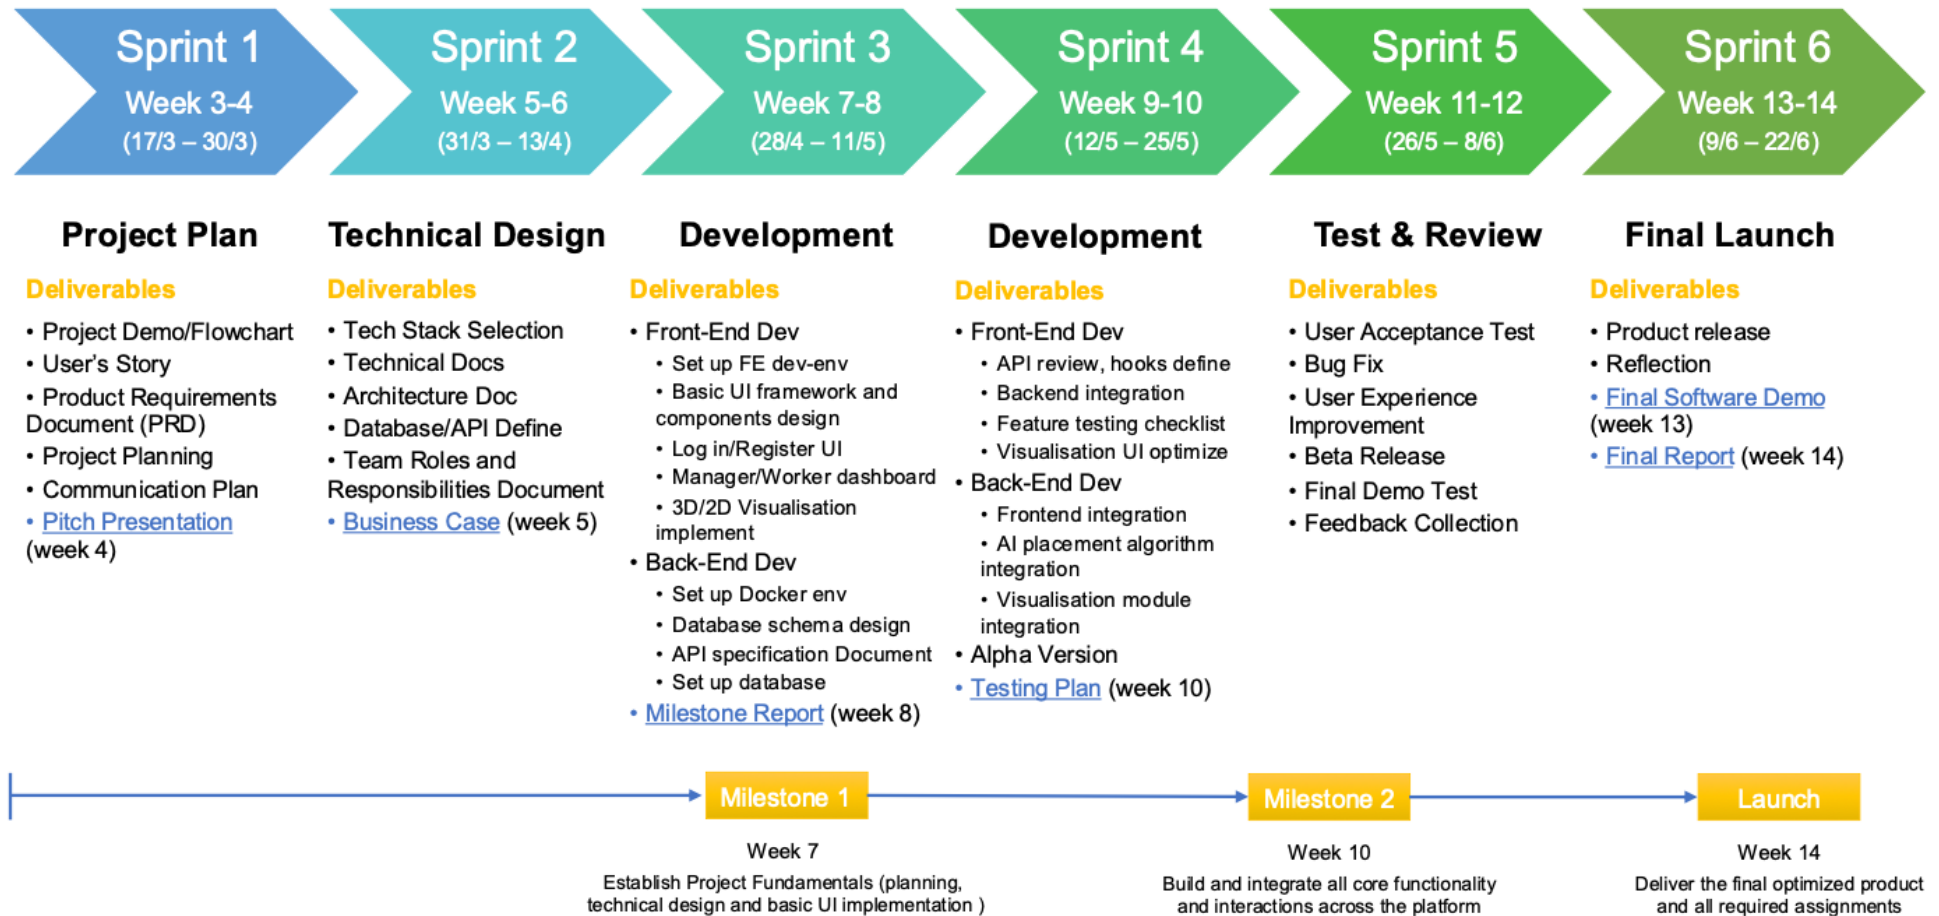 Sprint 1
Week 3-4
(17/3 – 30/3)
Sprint 2
Week 5-6
(31/3 – 13/4)
Sprint 3
Week 7-8
(28/4 – 11/5)
Sprint 4
Week 9-10
(12/5 – 25/5)
Sprint 5
Week 11-12
(26/5 – 8/6)
Sprint 6
Week 13-14
(9/6 – 22/6)
Project Plan
Deliverables
• Project Demo/Flowchart
• User's Story
• Product Requirements
Document (PRD)
• Project Planning
• Communication Plan
• Pitch Presentation
(week 4)
Technical Design
Deliverables
• Tech Stack Selection
• Technical Docs
• Architecture Doc
• Database/API Define
• Team Roles and
Responsibilities Document
• Business Case (week 5)
Development
Deliverables
• Front-End Dev
• Set up FE dev-env
• Basic UI framework and
components design
• Log in/Register UI
• Manager/Worker dashboard
• 3D/2D Visualisation
implement
• Back-End Dev
• Set up Docker env
• Database schema design
• API specification Document
• Set up database
• Milestone Report (week 8)
Development
Deliverables
• Front-End Dev
• API review, hooks define
• Backend integration
• Feature testing checklist
• Visualisation UI optimize
• Back-End Dev
• Frontend integration
• AI placement algorithm
integration
• Visualisation module
integration
• Alpha Version
• Testing Plan (week 10)
Test & Review
Deliverables
• User Acceptance Test
• Bug Fix
• User Experience
Improvement
• Beta Release
• Final Demo Test
• Feedback Collection
Final Launch
Deliverables
• Product release
• Reflection
• Final Software Demo
(week 13)
• Final Report (week 14)
Milestone 1
Week 7
Establish Project Fundamentals (planning,
technical design and basic UI implementation )
Milestone 2
Week 10
Build and integrate all core functionality
and interactions across the platform
Launch
Week 14
Deliver the final optimized product
and all required assignments